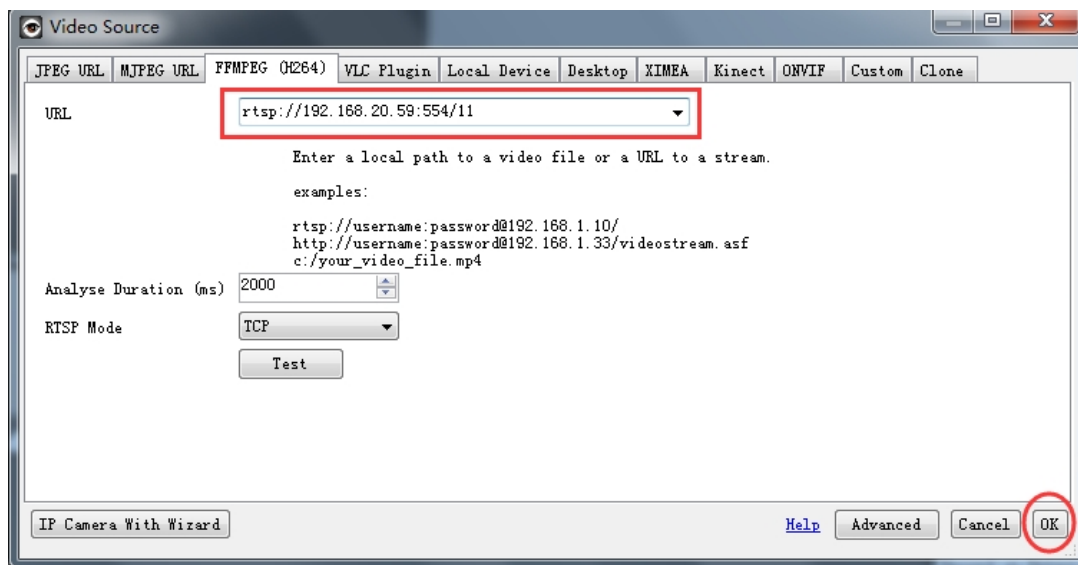 Video Source
JPEG URL MJPEG URL FFMPEG (H264) VLC Plugin Local Device Desktop XIMEA Kinect ONVIF Custom Clone
URL rtsp://192.168.20.59:554/11
Enter a local path to a video file or a URL to a stream.
examples:
rtsp://username:password@192.168.1.10/
http://username:password@192.168.1.33/videostream.asf
c:/your_video_file.mp4
Analyse Duration (ms) 2000
RTSP Mode TCP
Test
IP Camera With Wizard Help Advanced Cancel OK